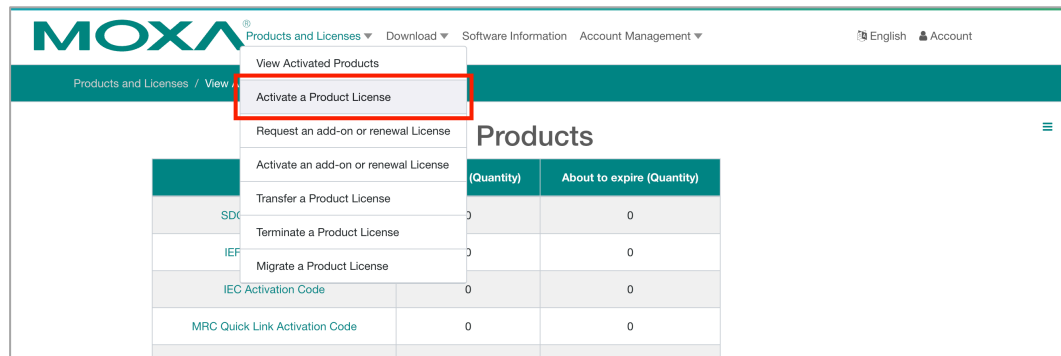 MOXA®
Products and Licenses ▼ Download ▼ Software Information Account Management ▼ English Account
View Activated Products
Products and Licenses / View A
Activate a Product License
Request an add-on or renewal License
Products
Activate an add-on or renewal License
(Quantity) About to expire (Quantity)
Transfer a Product License
SD 0
Terminate a Product License
IEF 0
Migrate a Product License
IEC Activation Code 0 0
MRC Quick Link Activation Code 0 0